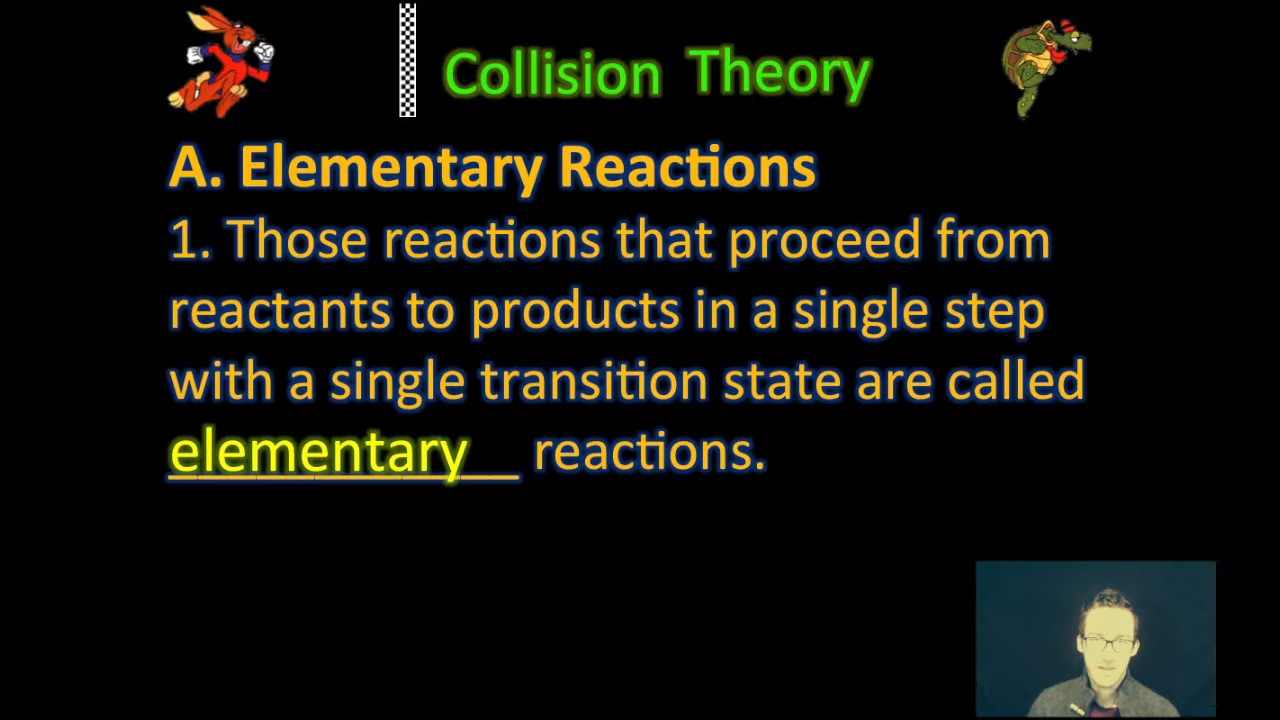 Collision Theory
A. Elementary Reactions
1. Those reactions that proceed from
reactants to products in a single step
with a single transition state are called
elementary reactions.